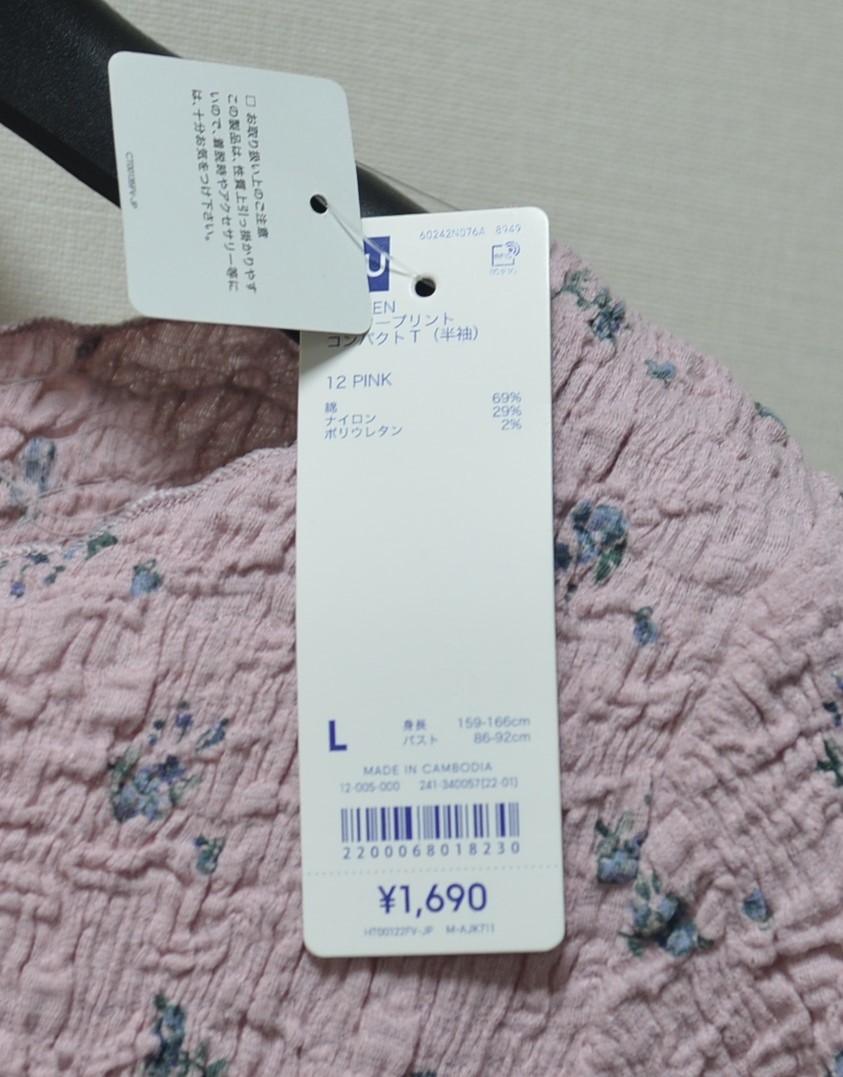 □ お取り扱い上のご注意
この製品は、性質上引っ掛かりやす
いので、着脱時やアクセサリー等に
は、十分お気をつけ下さい。
60242N076A 8949
U
EN
ープリント
コンパクトT（半袖）
12 PINK
綿 69%
ナイロン 29%
ポリウレタン 2%
L 身長 159-166cm
バスト 86-92cm
MADE IN CAMBODIA
12-005-000 241-340057(22-01)
2200068018230
¥1,690
HT00122FV-JP M-AJK711